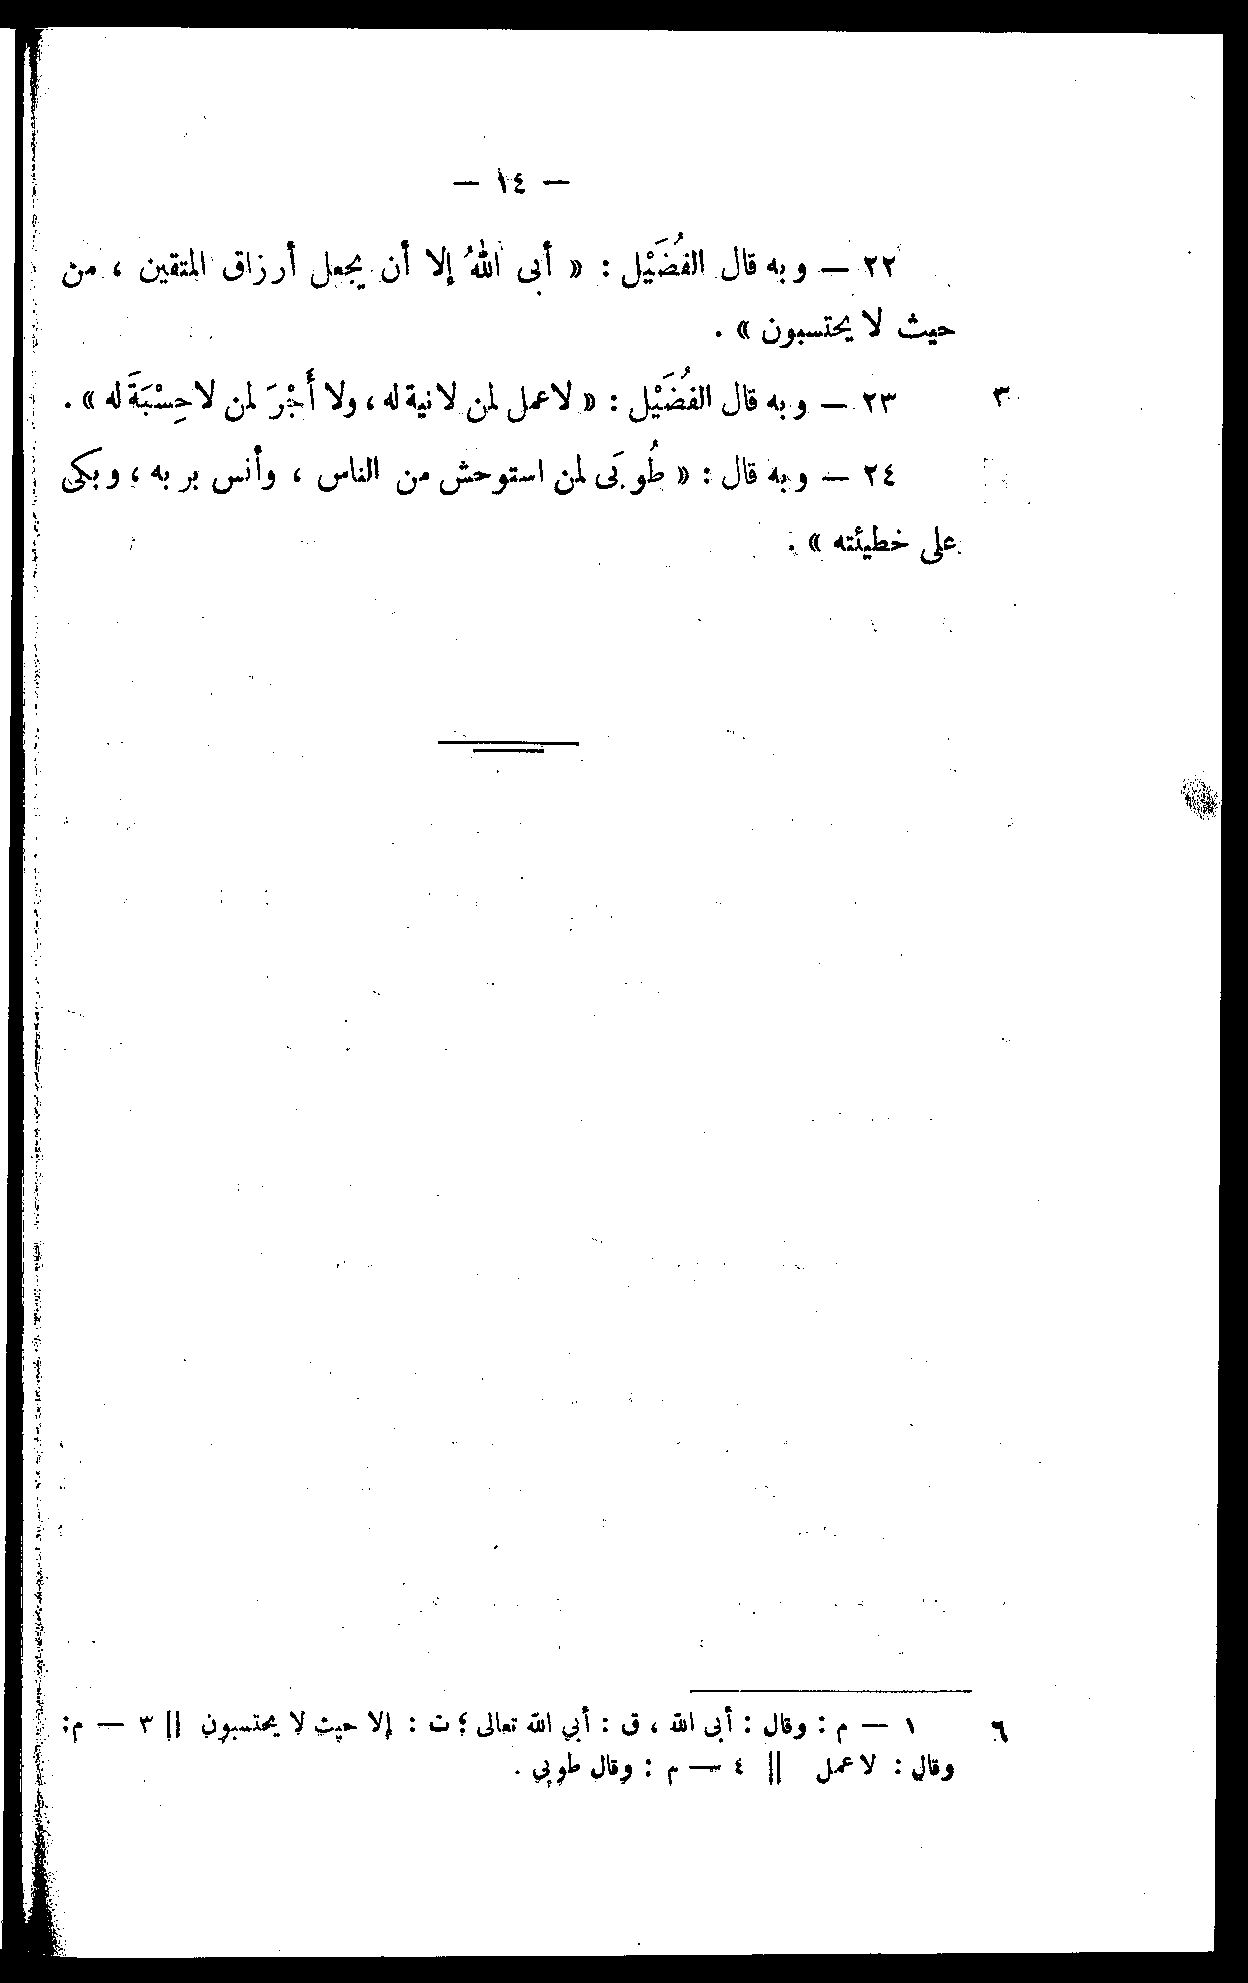 — ١٤ —
٢٢ — وبه قال الفُضَيْل : « أبى اللهُ إلا أن يجعل أرزاق المتقين ، من
حيث لا يحتسبون » .
٢٣ — وبه قال الفُضَيْل : « لا عمل لمن لا نية له ، ولا أَجْرَ لمن لا حِسْبَةَ له » . ٣
٢٤ — وبه قال : « طُوبَى لمن استوحش من الناس ، وأنس بربه ، وبكى
على خطيئته » .
١ — م : وقال : أبى الله ، ق : أبي الله تعالى ؛ ت : إلا حيث لا يحتسبون || ٣ — م : ٦
وقال : لا عمل || ٤ — م : وقال طوبى .